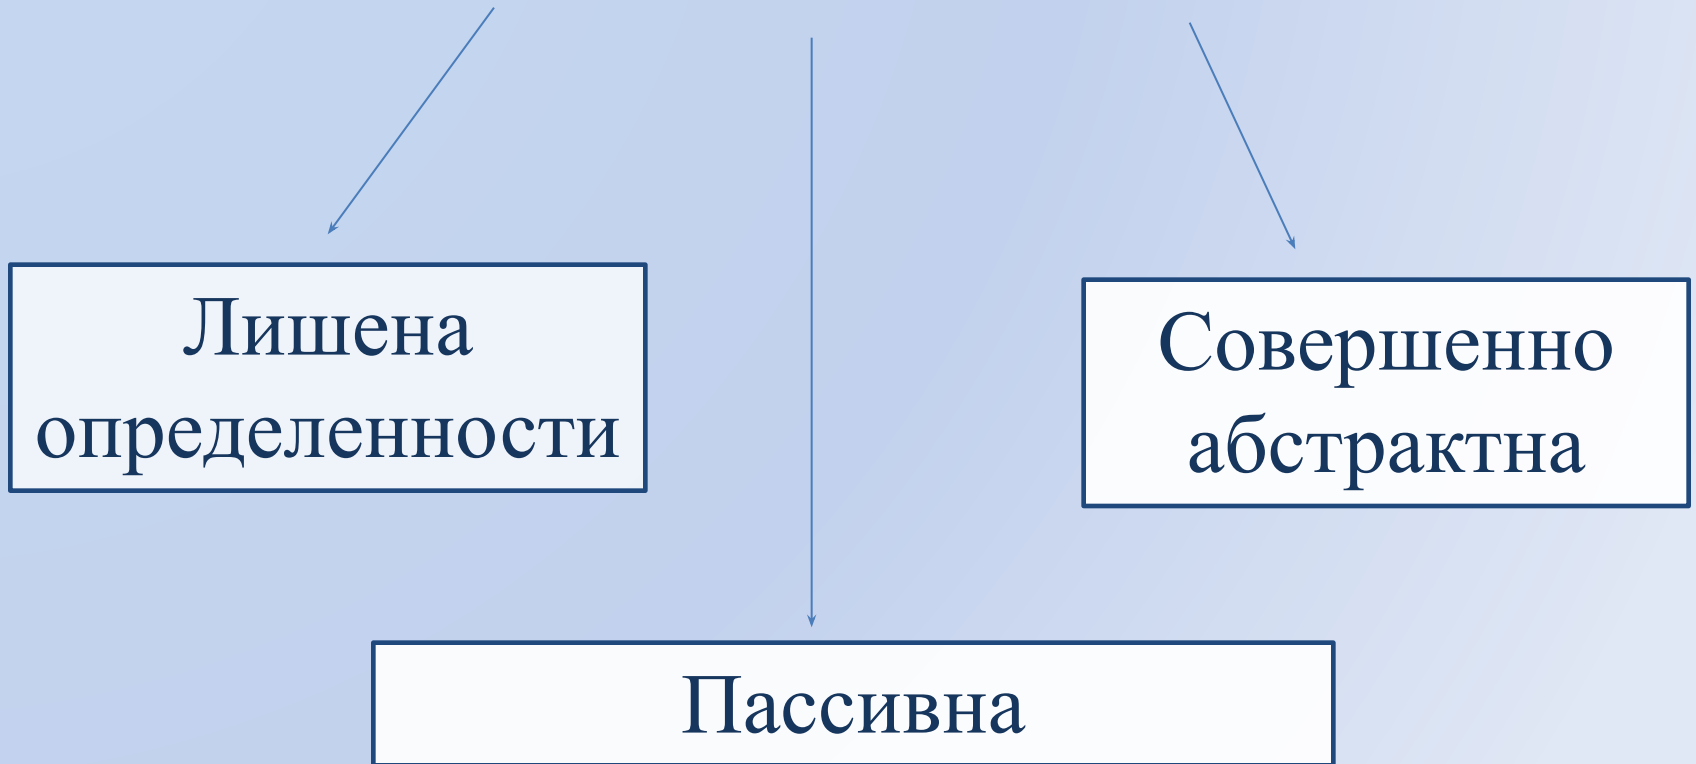 Лишена
определенности
Совершенно
абстрактна
Пассивна